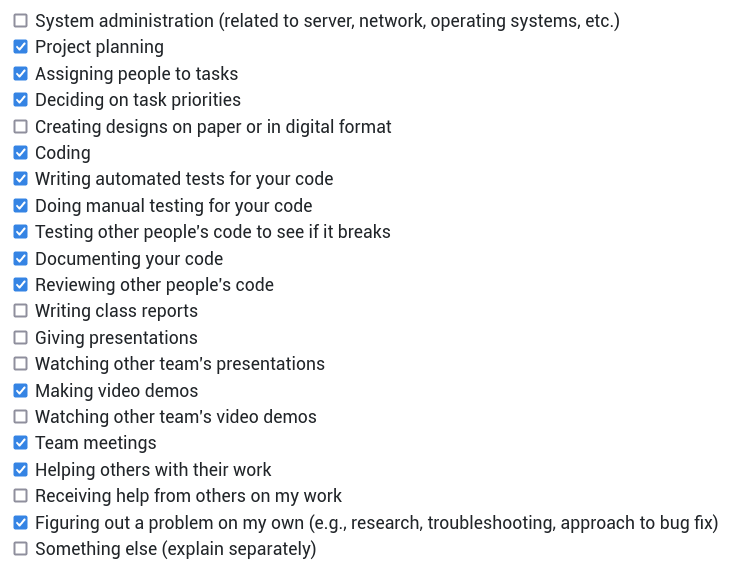 System administration (related to server, network, operating systems, etc.)
Project planning
Assigning people to tasks
Deciding on task priorities
Creating designs on paper or in digital format
Coding
Writing automated tests for your code
Doing manual testing for your code
Testing other people's code to see if it breaks
Documenting your code
Reviewing other people's code
Writing class reports
Giving presentations
Watching other team's presentations
Making video demos
Watching other team's video demos
Team meetings
Helping others with their work
Receiving help from others on my work
Figuring out a problem on my own (e.g., research, troubleshooting, approach to bug fix)
Something else (explain separately)